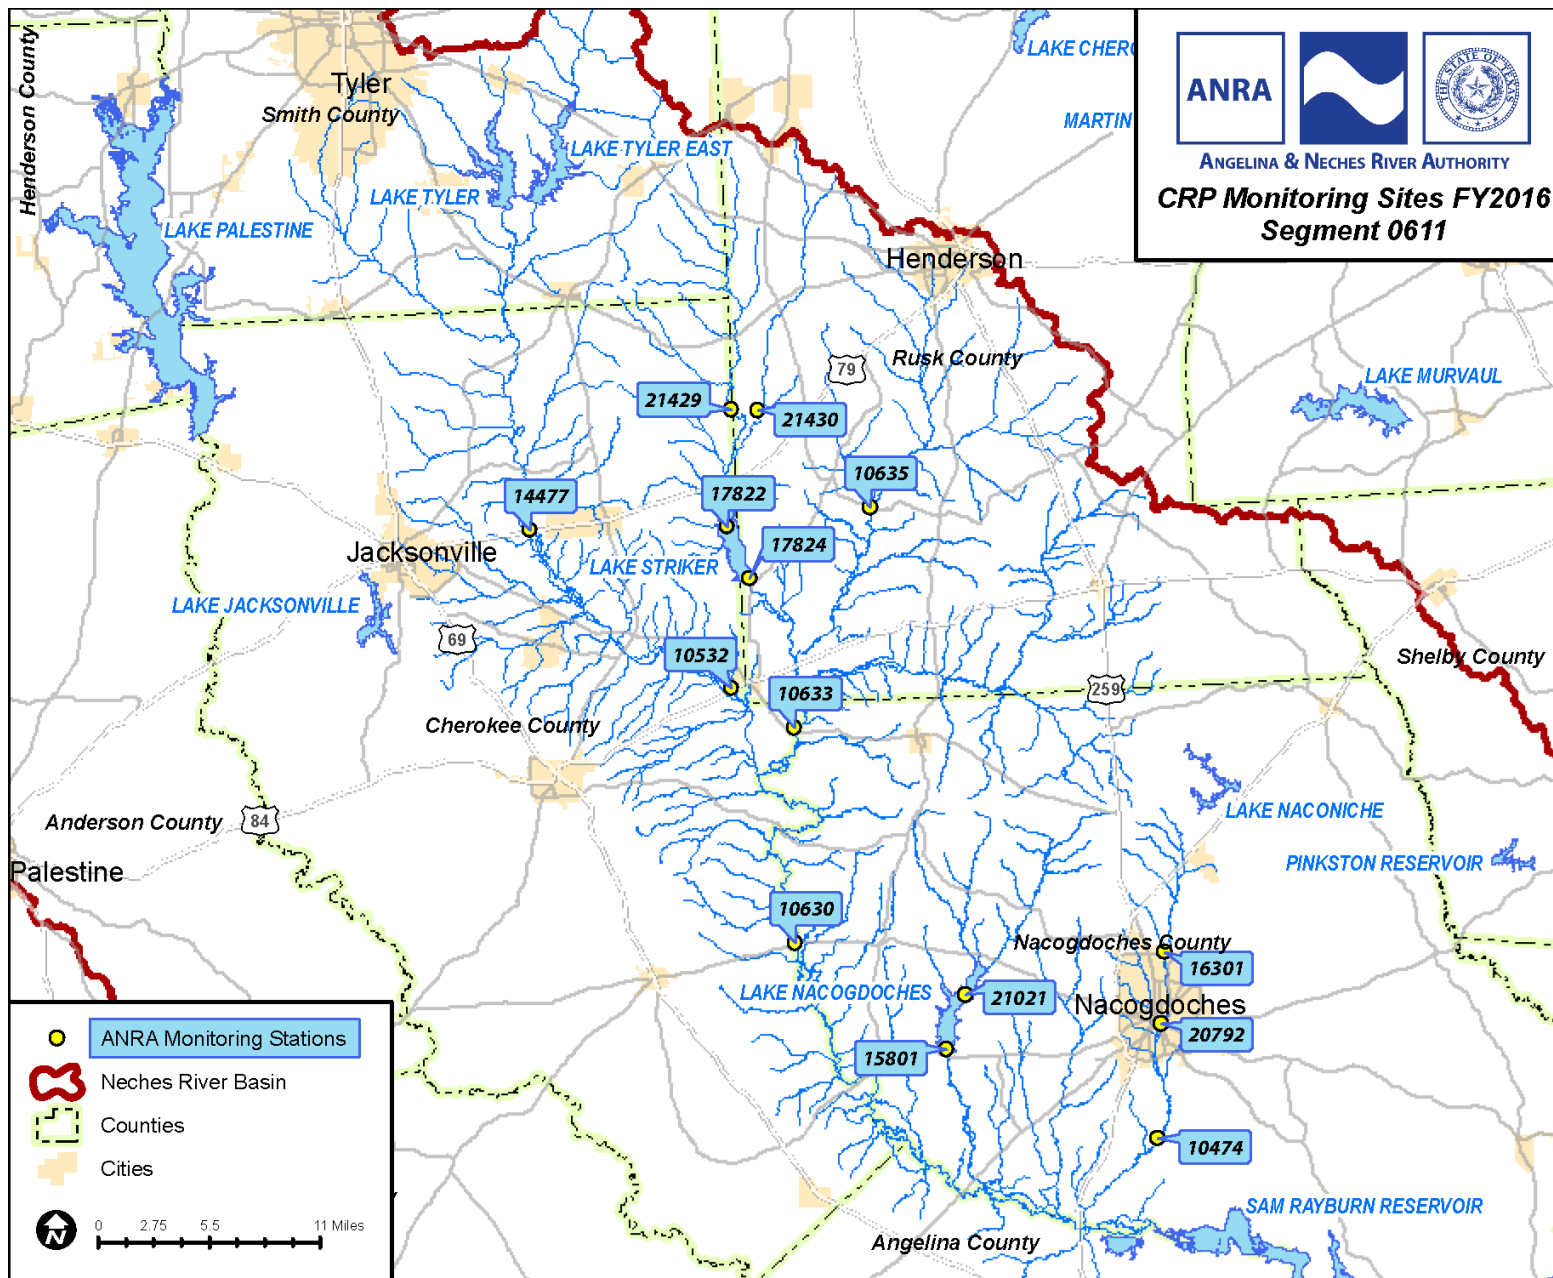 ANRA
THE STATE OF TEXAS
ANGELINA & NECHES RIVER AUTHORITY
CRP Monitoring Sites FY2016
Segment 0611
Henderson County
Tyler
Smith County
LAKE CHERO
MARTIN
LAKE TYLER EAST
LAKE TYLER
LAKE PALESTINE
Henderson
Rusk County
79
LAKE MURVAUL
21429
21430
10635
14477
17822
17824
Jacksonville
LAKE STRIKER
LAKE JACKSONVILLE
69
10532
Shelby County
259
10633
Cherokee County
LAKE NACONICHE
Anderson County
84
PINKSTON RESERVOIR
Palestine
10630
Nacogdoches County
16301
LAKE NACOGDOCHES
21021
Nacogdoches
20792
15801
10474
SAM RAYBURN RESERVOIR
Angelina County
ANRA Monitoring Stations
Neches River Basin
Counties
Cities
N
0 2.75 5.5 11 Miles